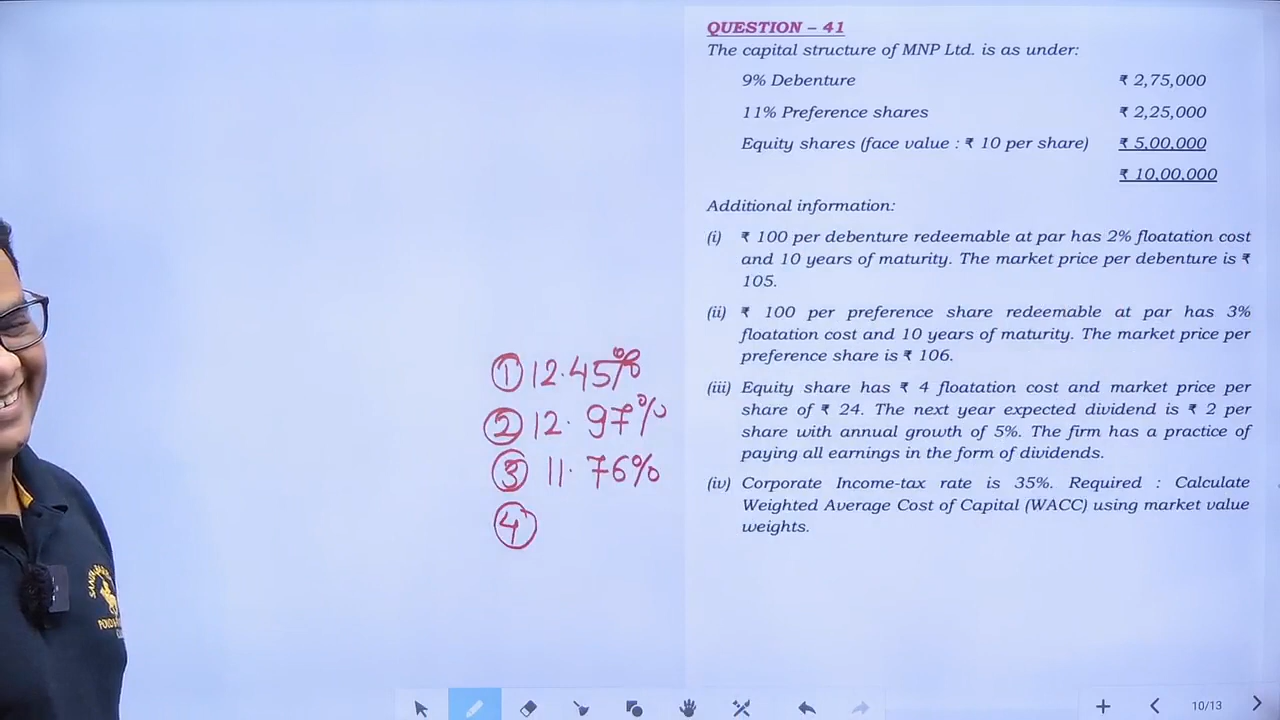 QUESTION – 41
The capital structure of MNP Ltd. is as under:
9% Debenture ₹ 2,75,000
11% Preference shares ₹ 2,25,000
Equity shares (face value : ₹ 10 per share) ₹ 5,00,000
₹ 10,00,000
Additional information:
(i) ₹ 100 per debenture redeemable at par has 2% floatation cost
and 10 years of maturity. The market price per debenture is ₹
105.
(ii) ₹ 100 per preference share redeemable at par has 3%
floatation cost and 10 years of maturity. The market price per
preference share is ₹ 106.
(iii) Equity share has ₹ 4 floatation cost and market price per
share of ₹ 24. The next year expected dividend is ₹ 2 per
share with annual growth of 5%. The firm has a practice of
paying all earnings in the form of dividends.
(iv) Corporate Income-tax rate is 35%. Required : Calculate
Weighted Average Cost of Capital (WACC) using market value
weights.
① 12.45%
② 12.97%
③ 11.76%
④
10/13